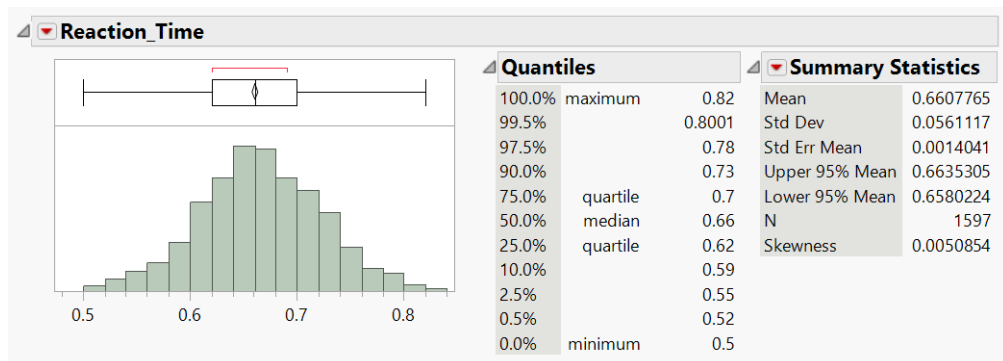 Reaction_Time
0.5 0.6 0.7 0.8
Quantiles
100.0% maximum 0.82
99.5% 0.8001
97.5% 0.78
90.0% 0.73
75.0% quartile 0.7
50.0% median 0.66
25.0% quartile 0.62
10.0% 0.59
2.5% 0.55
0.5% 0.52
0.0% minimum 0.5
Summary Statistics
Mean 0.6607765
Std Dev 0.0561117
Std Err Mean 0.0014041
Upper 95% Mean 0.6635305
Lower 95% Mean 0.6580224
N 1597
Skewness 0.0050854